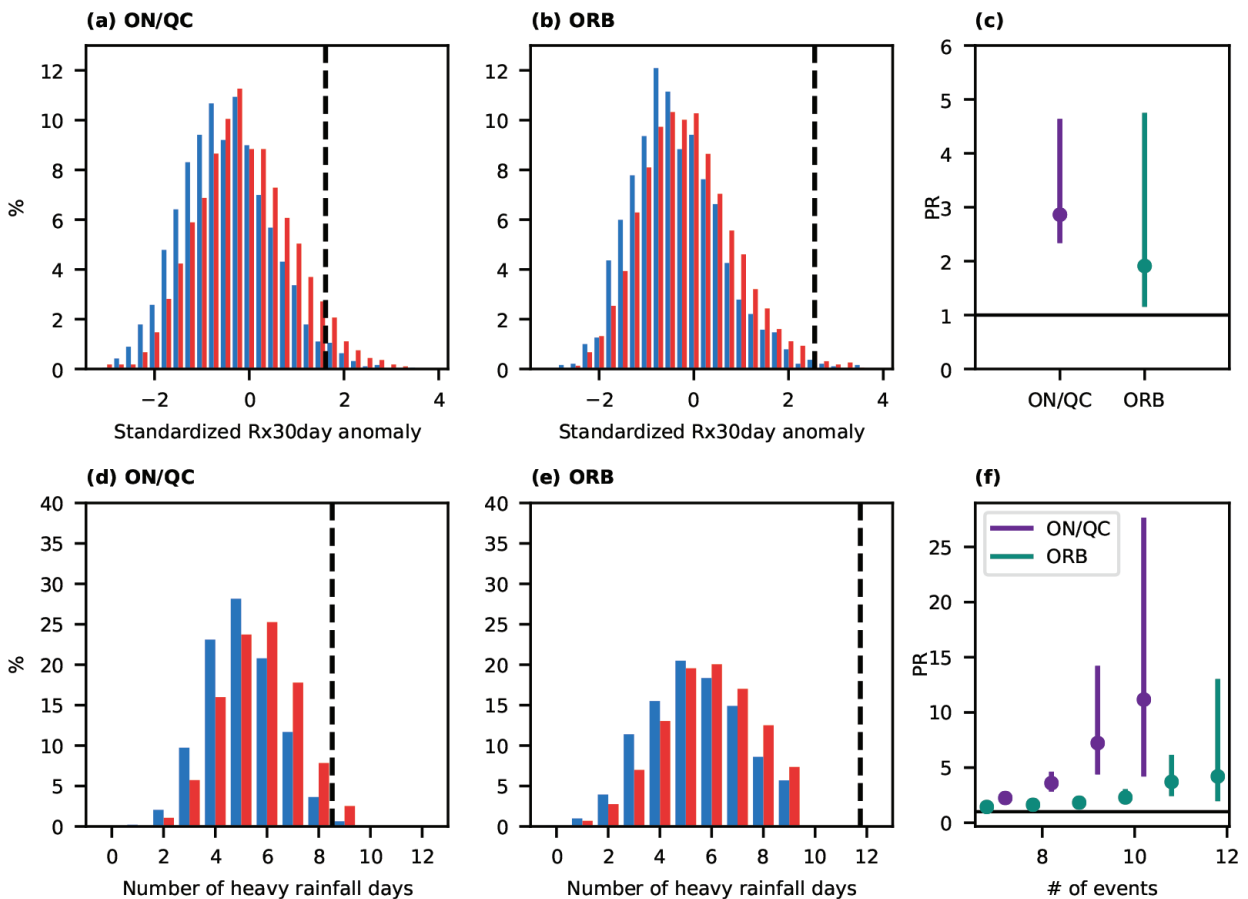 (a) ON/QC
(b) ORB
(c)
12
10
8
6
4
2
0
%
−2 0 2 4
Standardized Rx30day anomaly
12
10
8
6
4
2
0
−2 0 2 4
Standardized Rx30day anomaly
6
5
4
3
2
1
0
PR
ON/QC ORB
(d) ON/QC
(e) ORB
(f)
40
35
30
25
20
15
10
5
0
%
0 2 4 6 8 10 12
Number of heavy rainfall days
40
35
30
25
20
15
10
5
0
0 2 4 6 8 10 12
Number of heavy rainfall days
ON/QC
ORB
25
20
15
10
5
0
PR
8 10 12
# of events